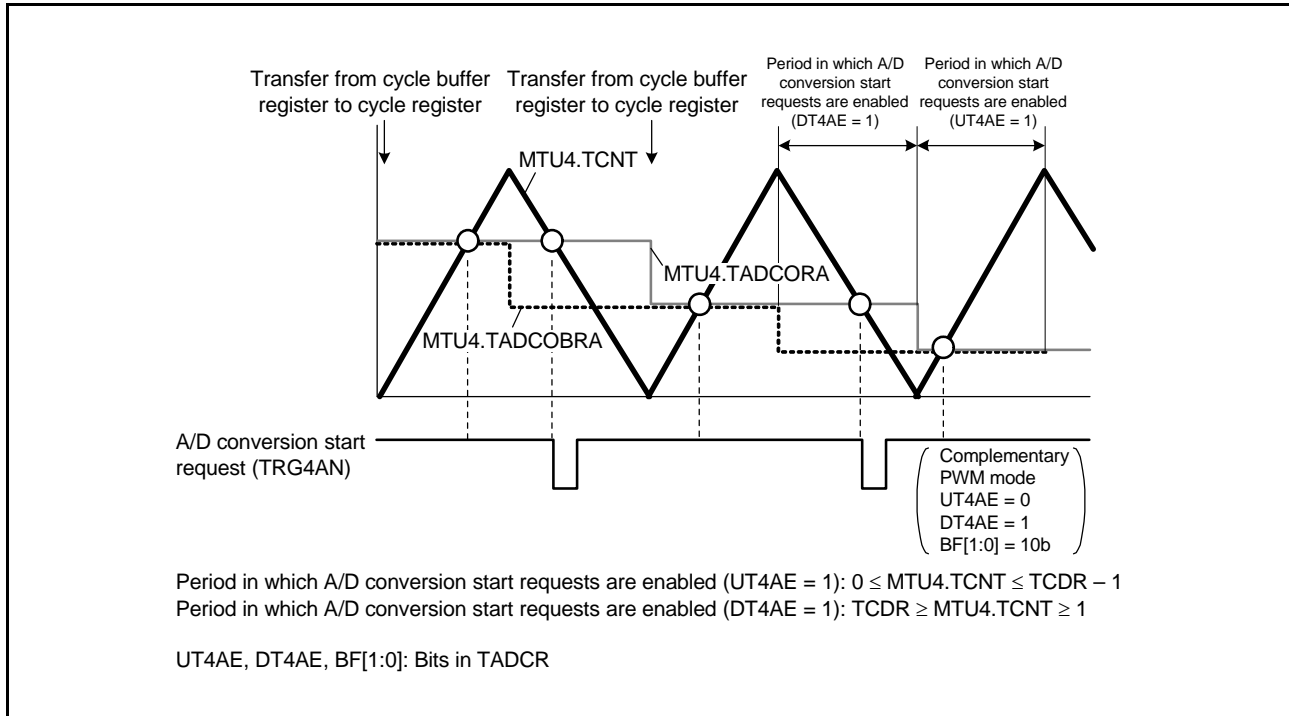 Transfer from cycle buffer
register to cycle register
Transfer from cycle buffer
register to cycle register
Period in which A/D
conversion start
requests are enabled
(DT4AE = 1)
Period in which A/D
conversion start
requests are enabled
(UT4AE = 1)
MTU4.TCNT
MTU4.TADCORA
MTU4.TADCOBRA
A/D conversion start
request (TRG4AN)
Complementary
PWM mode
UT4AE = 0
DT4AE = 1
BF[1:0] = 10b
Period in which A/D conversion start requests are enabled (UT4AE = 1): 0 ≤ MTU4.TCNT ≤ TCDR – 1
Period in which A/D conversion start requests are enabled (DT4AE = 1): TCDR ≥ MTU4.TCNT ≥ 1
UT4AE, DT4AE, BF[1:0]: Bits in TADCR